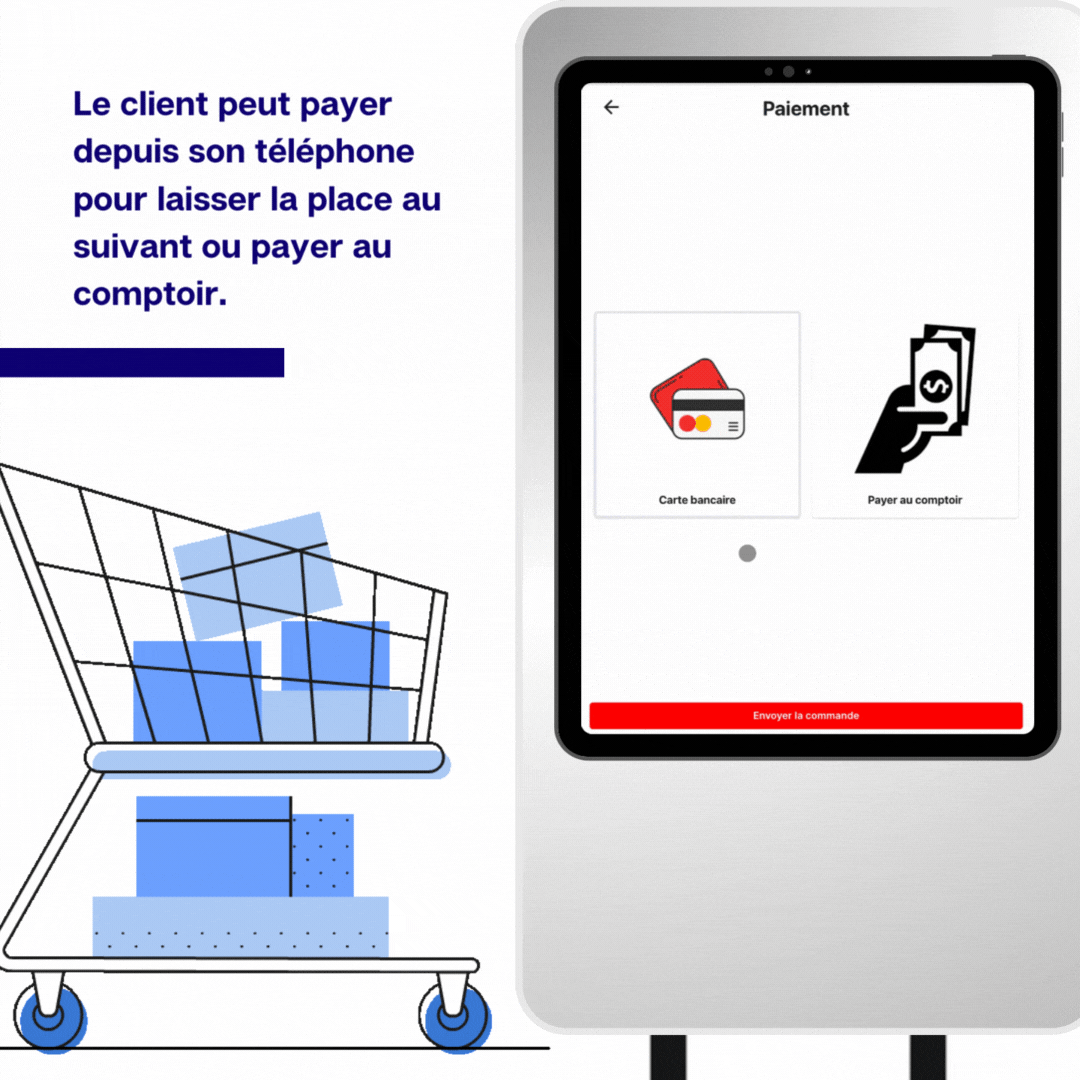 Le client peut payer
depuis son téléphone
pour laisser la place au
suivant ou payer au
comptoir.
Paiement
Carte bancaire
Payer au comptoir
Envoyer la commande